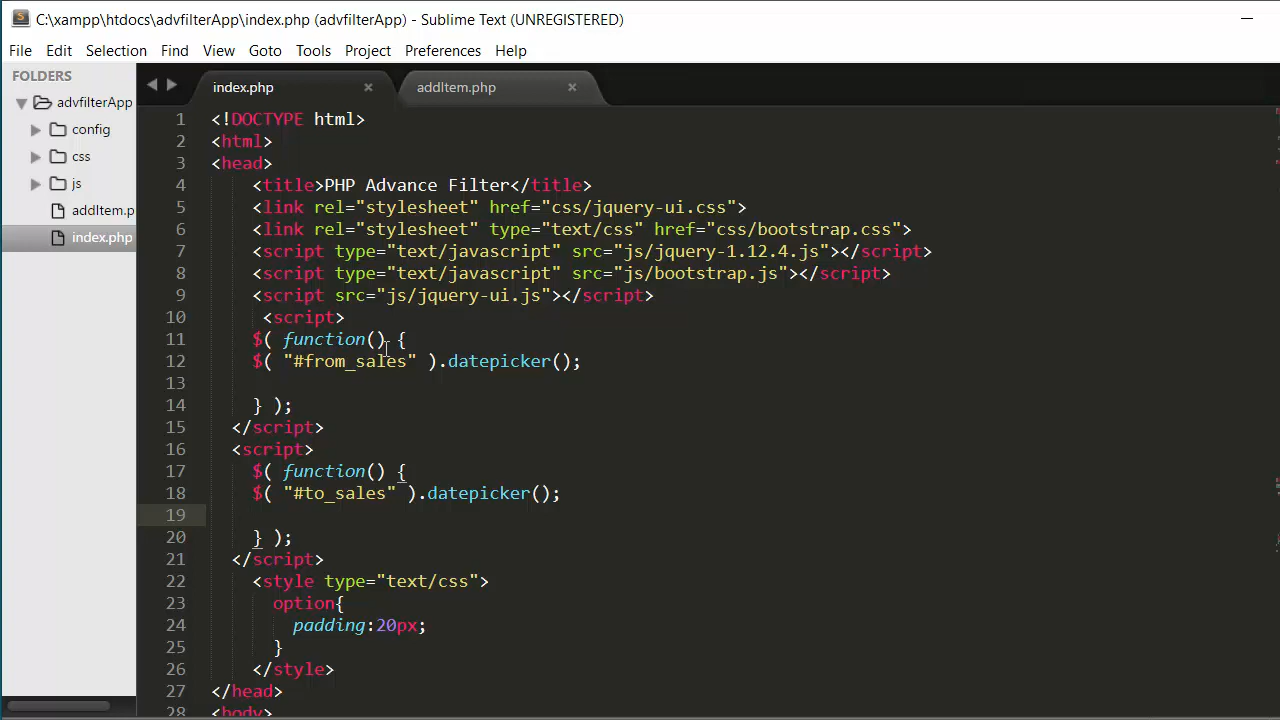 C:\xampp\htdocs\advfilterApp\index.php (advfilterApp) - Sublime Text (UNREGISTERED)
File Edit Selection Find View Goto Tools Project Preferences Help
FOLDERS
advfilterApp
config
css
js
addItem.p
index.php
index.php × addItem.php ×
1 <!DOCTYPE html>
2 <html>
3 <head>
4 <title>PHP Advance Filter</title>
5 <link rel="stylesheet" href="css/jquery-ui.css">
6 <link rel="stylesheet" type="text/css" href="css/bootstrap.css">
7 <script type="text/javascript" src="js/jquery-1.12.4.js"></script>
8 <script type="text/javascript" src="js/bootstrap.js"></script>
9 <script src="js/jquery-ui.js"></script>
10 <script>
11 $( function() {
12 $( "#from_sales" ).datepicker();
13
14 } );
15 </script>
16 <script>
17 $( function() {
18 $( "#to_sales" ).datepicker();
19
20 } );
21 </script>
22 <style type="text/css">
23 option{
24 padding:20px;
25 }
26 </style>
27 </head>
28 <body>